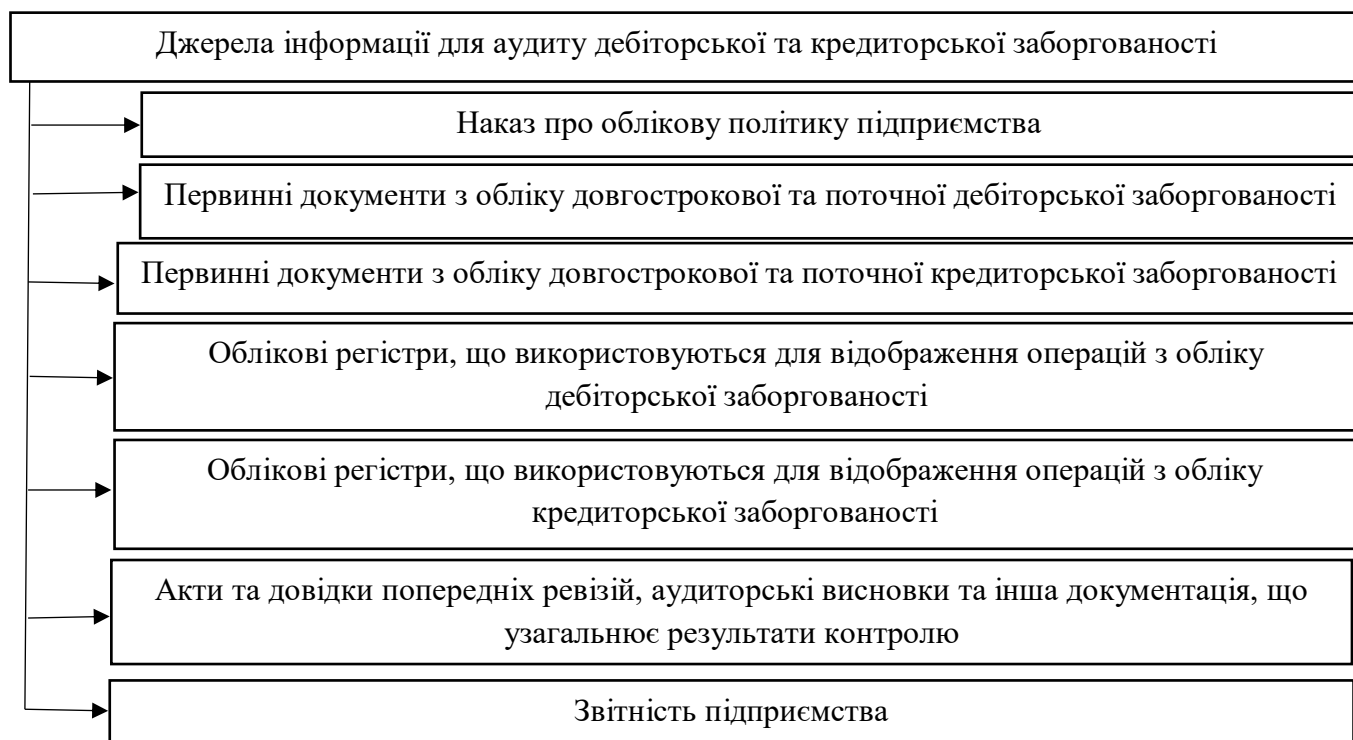 Джерела інформації для аудиту дебіторської та кредиторської заборгованості
Наказ про облікову політику підприємства
Первинні документи з обліку довгострокової та поточної дебіторської заборгованості
Первинні документи з обліку довгострокової та поточної кредиторської заборгованості
Облікові регістри, що використовуються для відображення операцій з обліку
дебіторської заборгованості
Облікові регістри, що використовуються для відображення операцій з обліку
кредиторської заборгованості
Акти та довідки попередніх ревізій, аудиторські висновки та інша документація, що
узагальнює результати контролю
Звітність підприємства